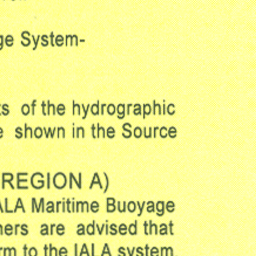 ge System-
ts of the hydrographic
e shown in the Source
REGION A)
ALA Maritime Buoyage
ners are advised that
rm to the IALA system.